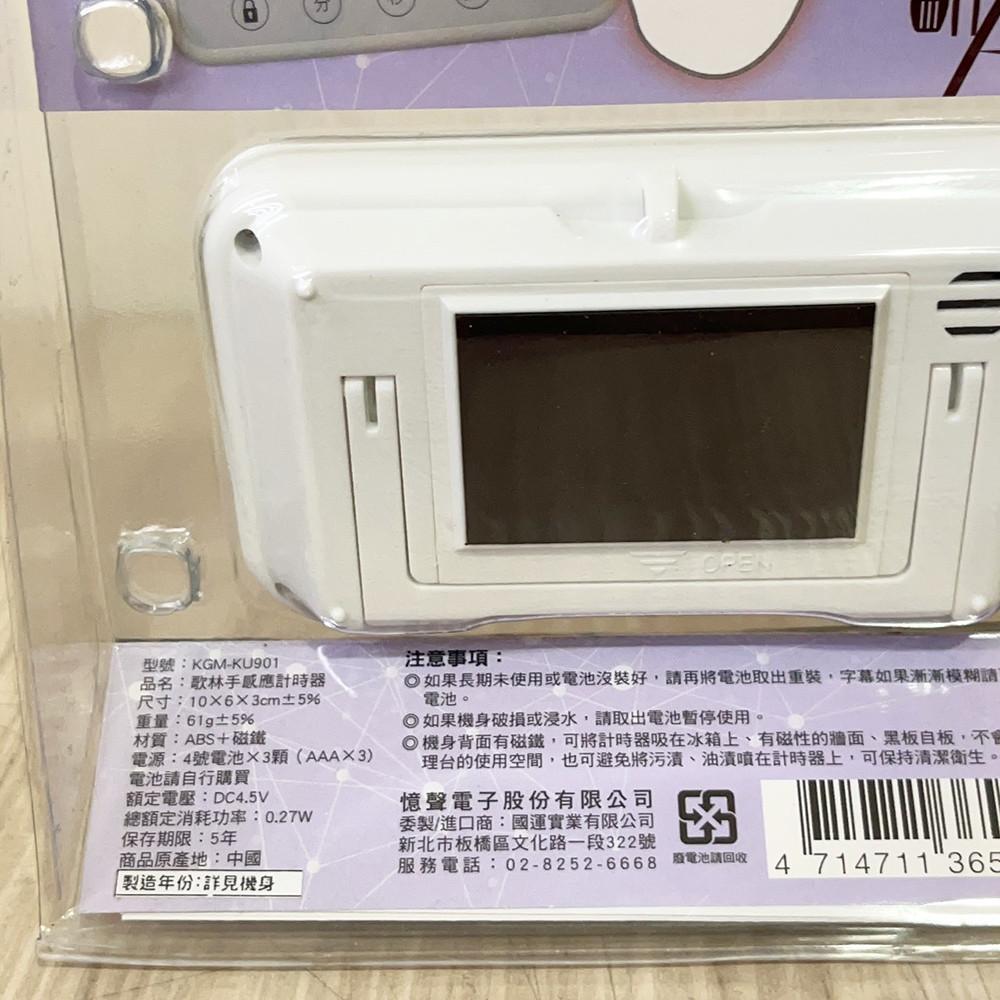 分
OPEN
型號：KGM-KU901
品名：歌林手感應計時器
尺寸：10×6×3cm±5%
重量：61g±5%
材質：ABS＋磁鐵
電源：4號電池×3顆（AAA×3）
電池請自行購買
額定電壓：DC4.5V
總額定消耗功率：0.27W
保存期限：5年
商品原產地：中國
製造年份:詳見機身
注意事項：
◎如果長期未使用或電池沒裝好，請再將電池取出重裝，字幕如果漸漸模糊請
電池。
◎如果機身破損或浸水，請取出電池暫停使用。
◎機身背面有磁鐵，可將計時器吸在冰箱上、有磁性的牆面、黑板自板，不會
理台的使用空間，也可避免將污漬、油漬噴在計時器上，可保持清潔衛生。
憶聲電子股份有限公司
委製/進口商：國運實業有限公司
新北市板橋區文化路一段322號
服務電話：02-8252-6668
廢電池請回收
4 714711 365